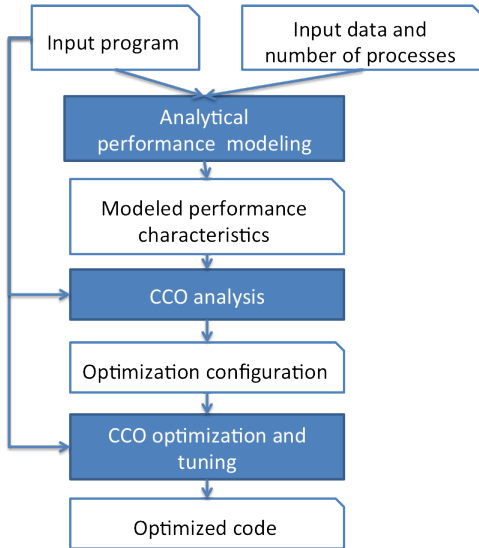 Input program
Input data and
number of processes
Analytical
performance modeling
Modeled performance
characteristics
CCO analysis
Optimization configuration
CCO optimization and
tuning
Optimized code